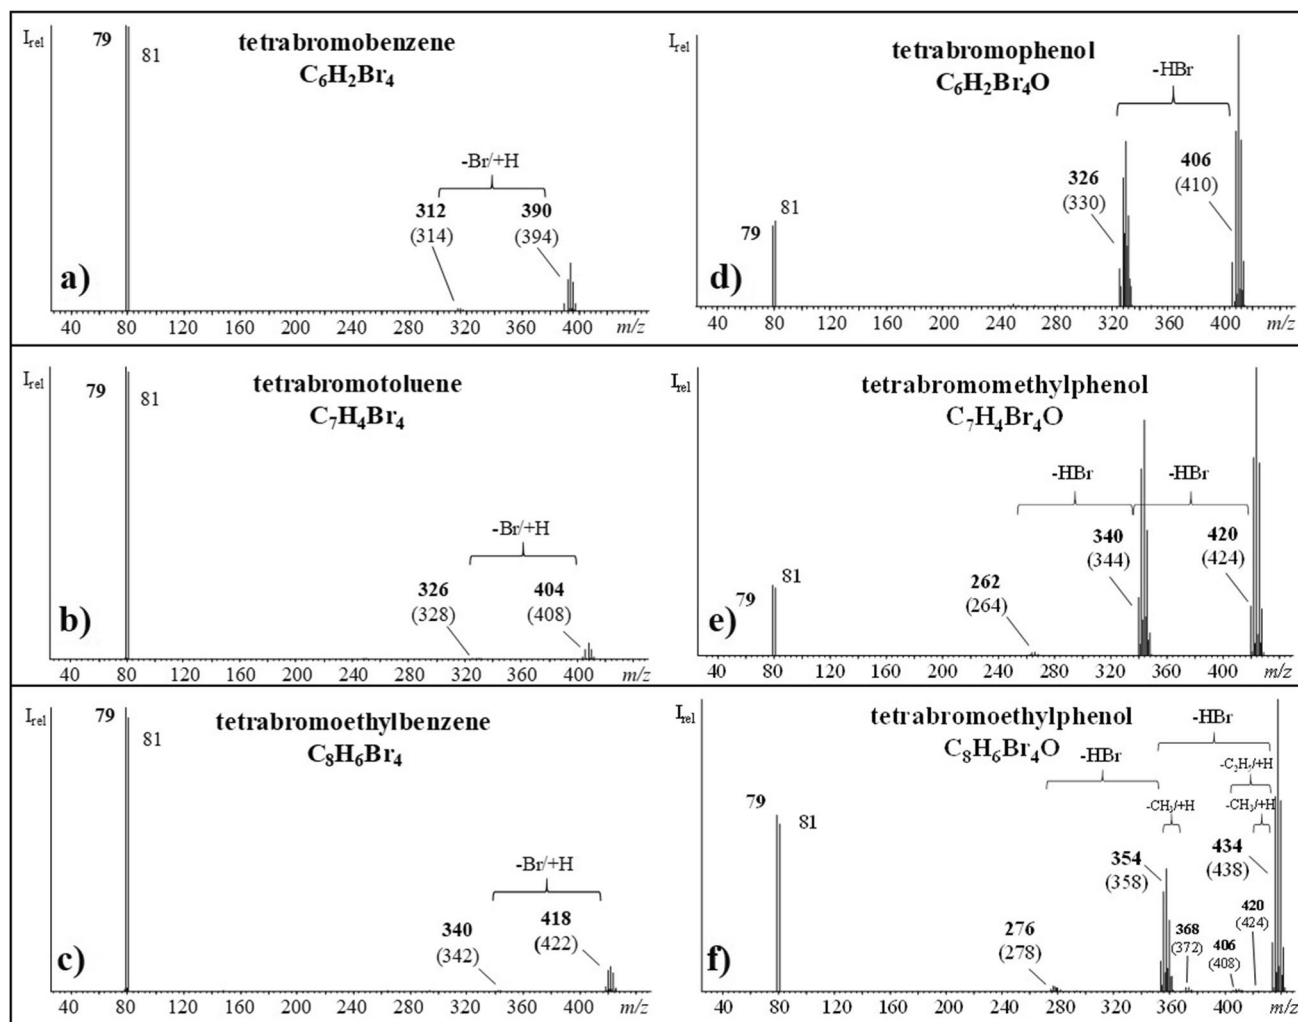 I_rel
79
81
tetrabromobenzene
C₆H₂Br₄
-Br/+H
312
(314)
390
(394)
a)
40 80 120 160 200 240 280 320 360 400 m/z
I_rel
tetrabromophenol
C₆H₂Br₄O
-HBr
406
(410)
326
(330)
81
79
d)
40 80 120 160 200 240 280 320 360 400 m/z
I_rel
79
81
tetrabromotoluene
C₇H₄Br₄
-Br/+H
326
(328)
404
(408)
b)
40 80 120 160 200 240 280 320 360 400 m/z
I_rel
tetrabromomethylphenol
C₇H₄Br₄O
-HBr
-HBr
340
(344)
420
(424)
262
(264)
81
79
e)
40 80 120 160 200 240 280 320 360 400 m/z
I_rel
79
81
tetrabromoethylbenzene
C₈H₆Br₄
-Br/+H
340
(342)
418
(422)
c)
40 80 120 160 200 240 280 320 360 400 m/z
I_rel
tetrabromoethylphenol
C₈H₆Br₄O
-HBr
-HBr
-C₂H₅/+H
-CH₃/+H
-CH₃/+H
79
81
354
(358)
434
(438)
276
(278)
368
(372)
406
(408)
420
(424)
f)
40 80 120 160 200 240 280 320 360 400 m/z